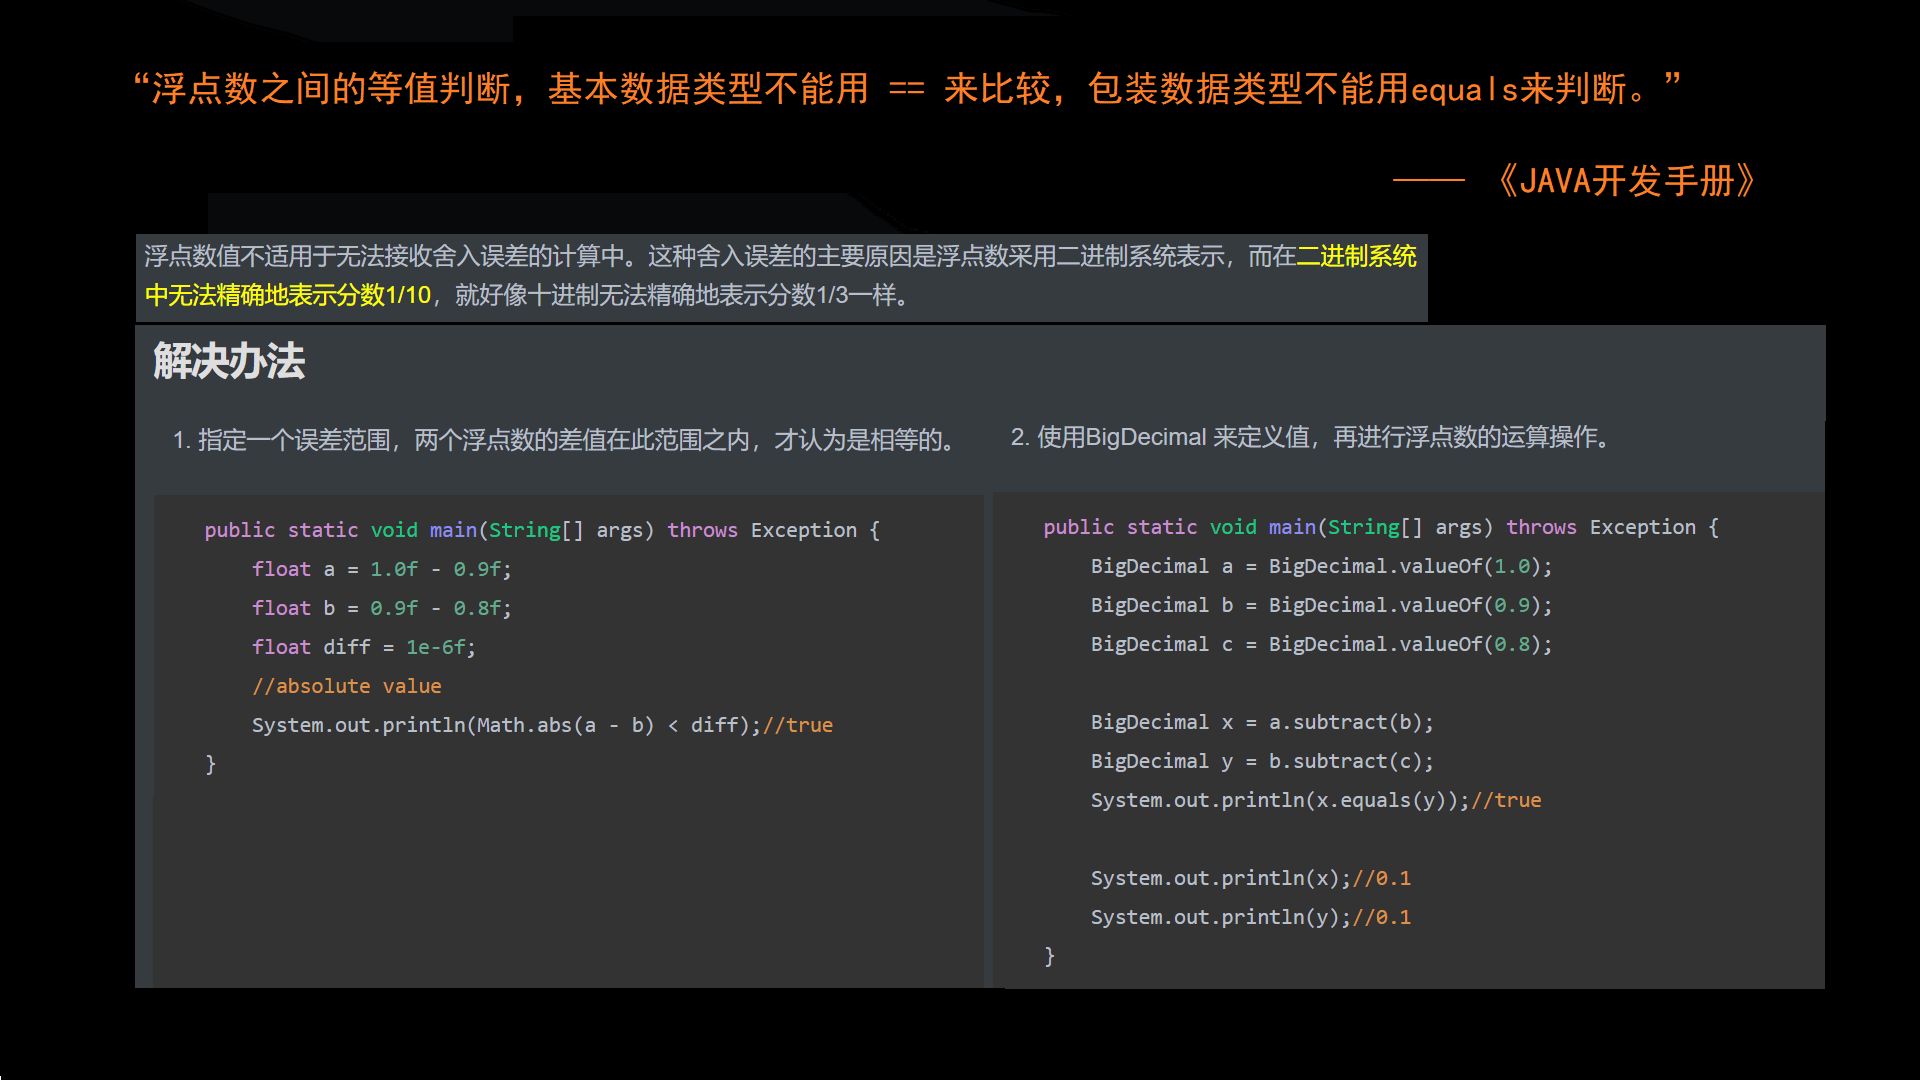 “浮点数之间的等值判断，基本数据类型不能用 == 来比较，包装数据类型不能用equals来判断。”
—— 《JAVA开发手册》
浮点数值不适用于无法接收舍入误差的计算中。这种舍入误差的主要原因是浮点数采用二进制系统表示，而在二进制系统
中无法精确地表示分数1/10，就好像十进制无法精确地表示分数1/3一样。
解决办法
1. 指定一个误差范围，两个浮点数的差值在此范围之内，才认为是相等的。
public static void main(String[] args) throws Exception {
    float a = 1.0f - 0.9f;
    float b = 0.9f - 0.8f;
    float diff = 1e-6f;
    //absolute value
    System.out.println(Math.abs(a - b) < diff);//true
}
2. 使用BigDecimal 来定义值，再进行浮点数的运算操作。
public static void main(String[] args) throws Exception {
    BigDecimal a = BigDecimal.valueOf(1.0);
    BigDecimal b = BigDecimal.valueOf(0.9);
    BigDecimal c = BigDecimal.valueOf(0.8);
    BigDecimal x = a.subtract(b);
    BigDecimal y = b.subtract(c);
    System.out.println(x.equals(y));//true
    System.out.println(x);//0.1
    System.out.println(y);//0.1
}